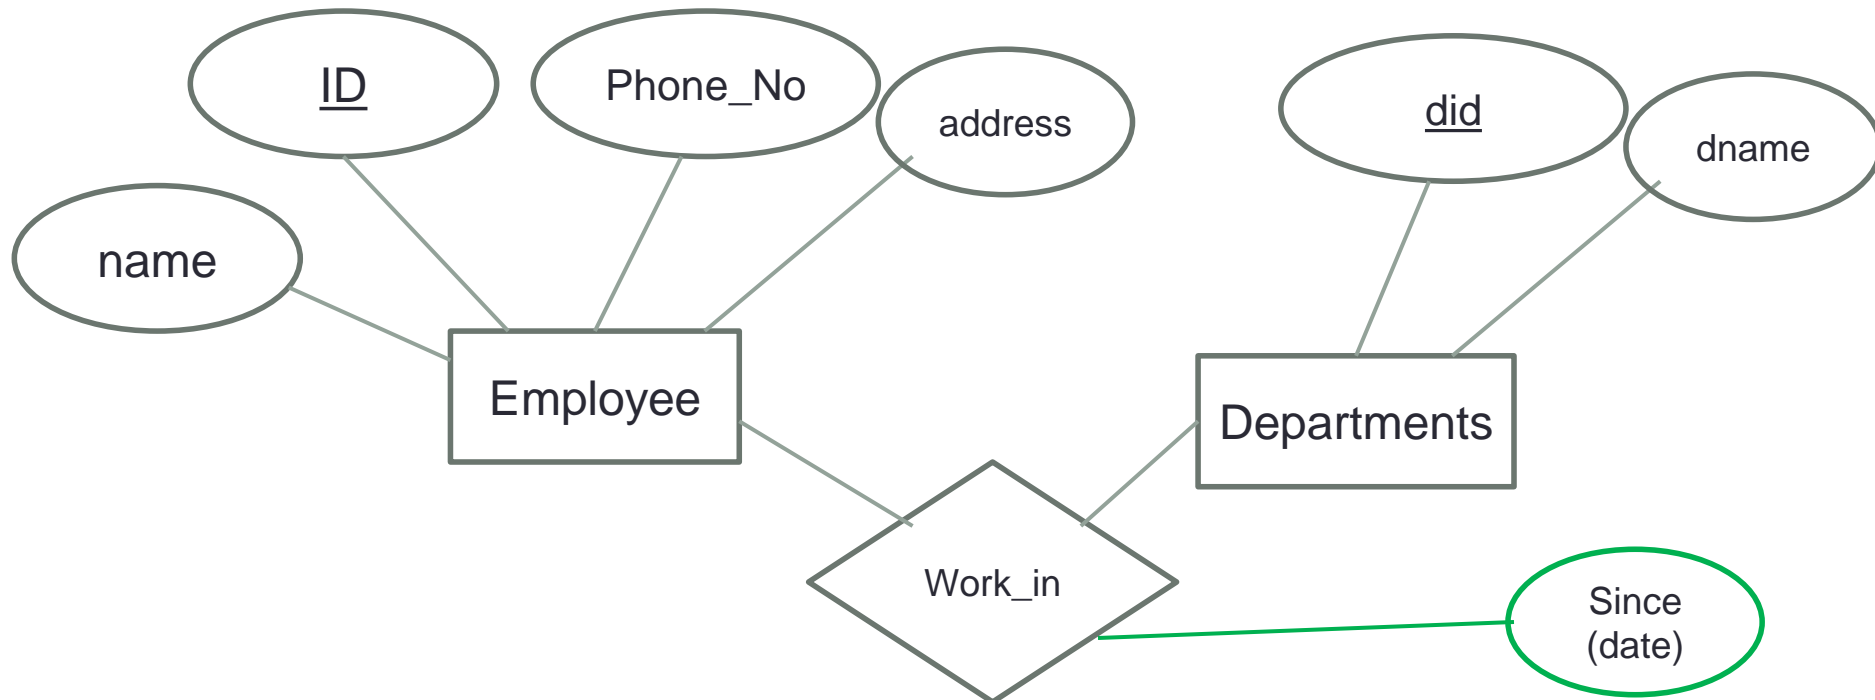 ID
Phone_No
address
did
dname
name
Employee
Departments
Work_in
Since
(date)